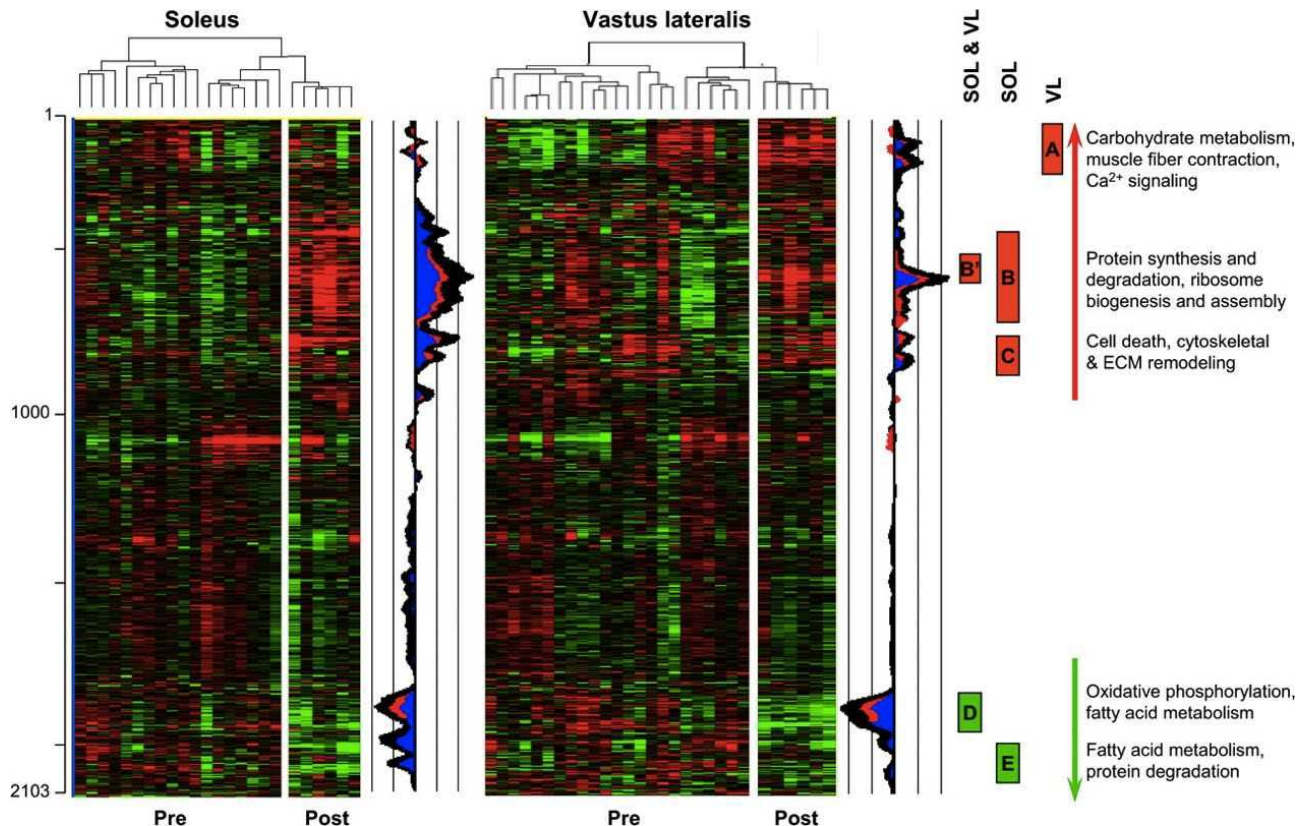 Soleus
Vastus lateralis
SOL & VL
SOL
VL
1
1000
2103
A
B'
B
C
D
E
Carbohydrate metabolism,
muscle fiber contraction,
Ca²⁺ signaling
Protein synthesis and
degradation, ribosome
biogenesis and assembly
Cell death, cytoskeletal
& ECM remodeling
Oxidative phosphorylation,
fatty acid metabolism
Fatty acid metabolism,
protein degradation
Pre
Post
Pre
Post